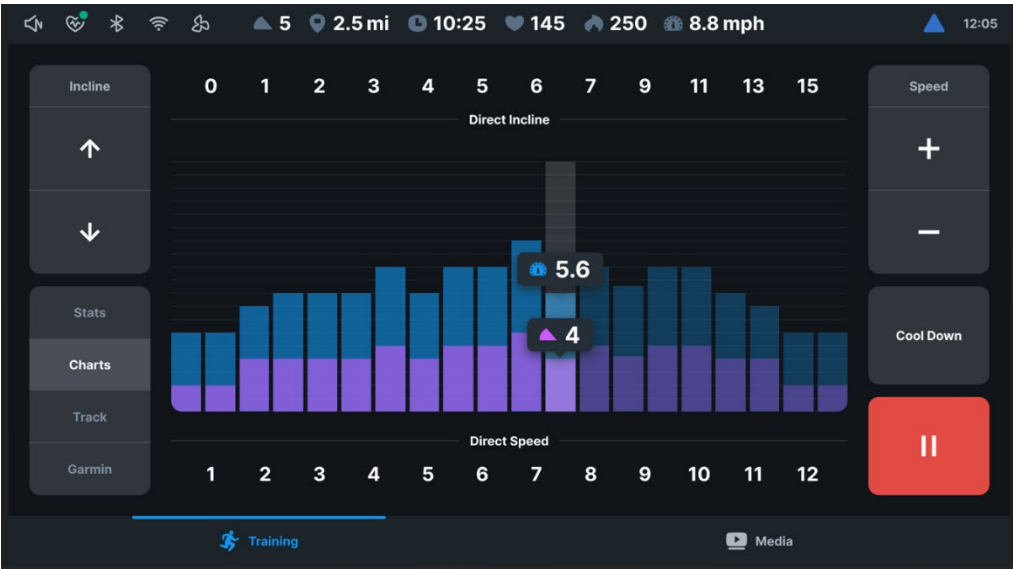 5 2.5 mi 10:25 145 250 8.8 mph 12:05
Incline
0 1 2 3 4 5 6 7 9 11 13 15
Speed
Direct Incline
5.6
4
Stats
Charts
Track
Garmin
Cool Down
Direct Speed
1 2 3 4 5 6 7 8 9 10 11 12
Training
Media